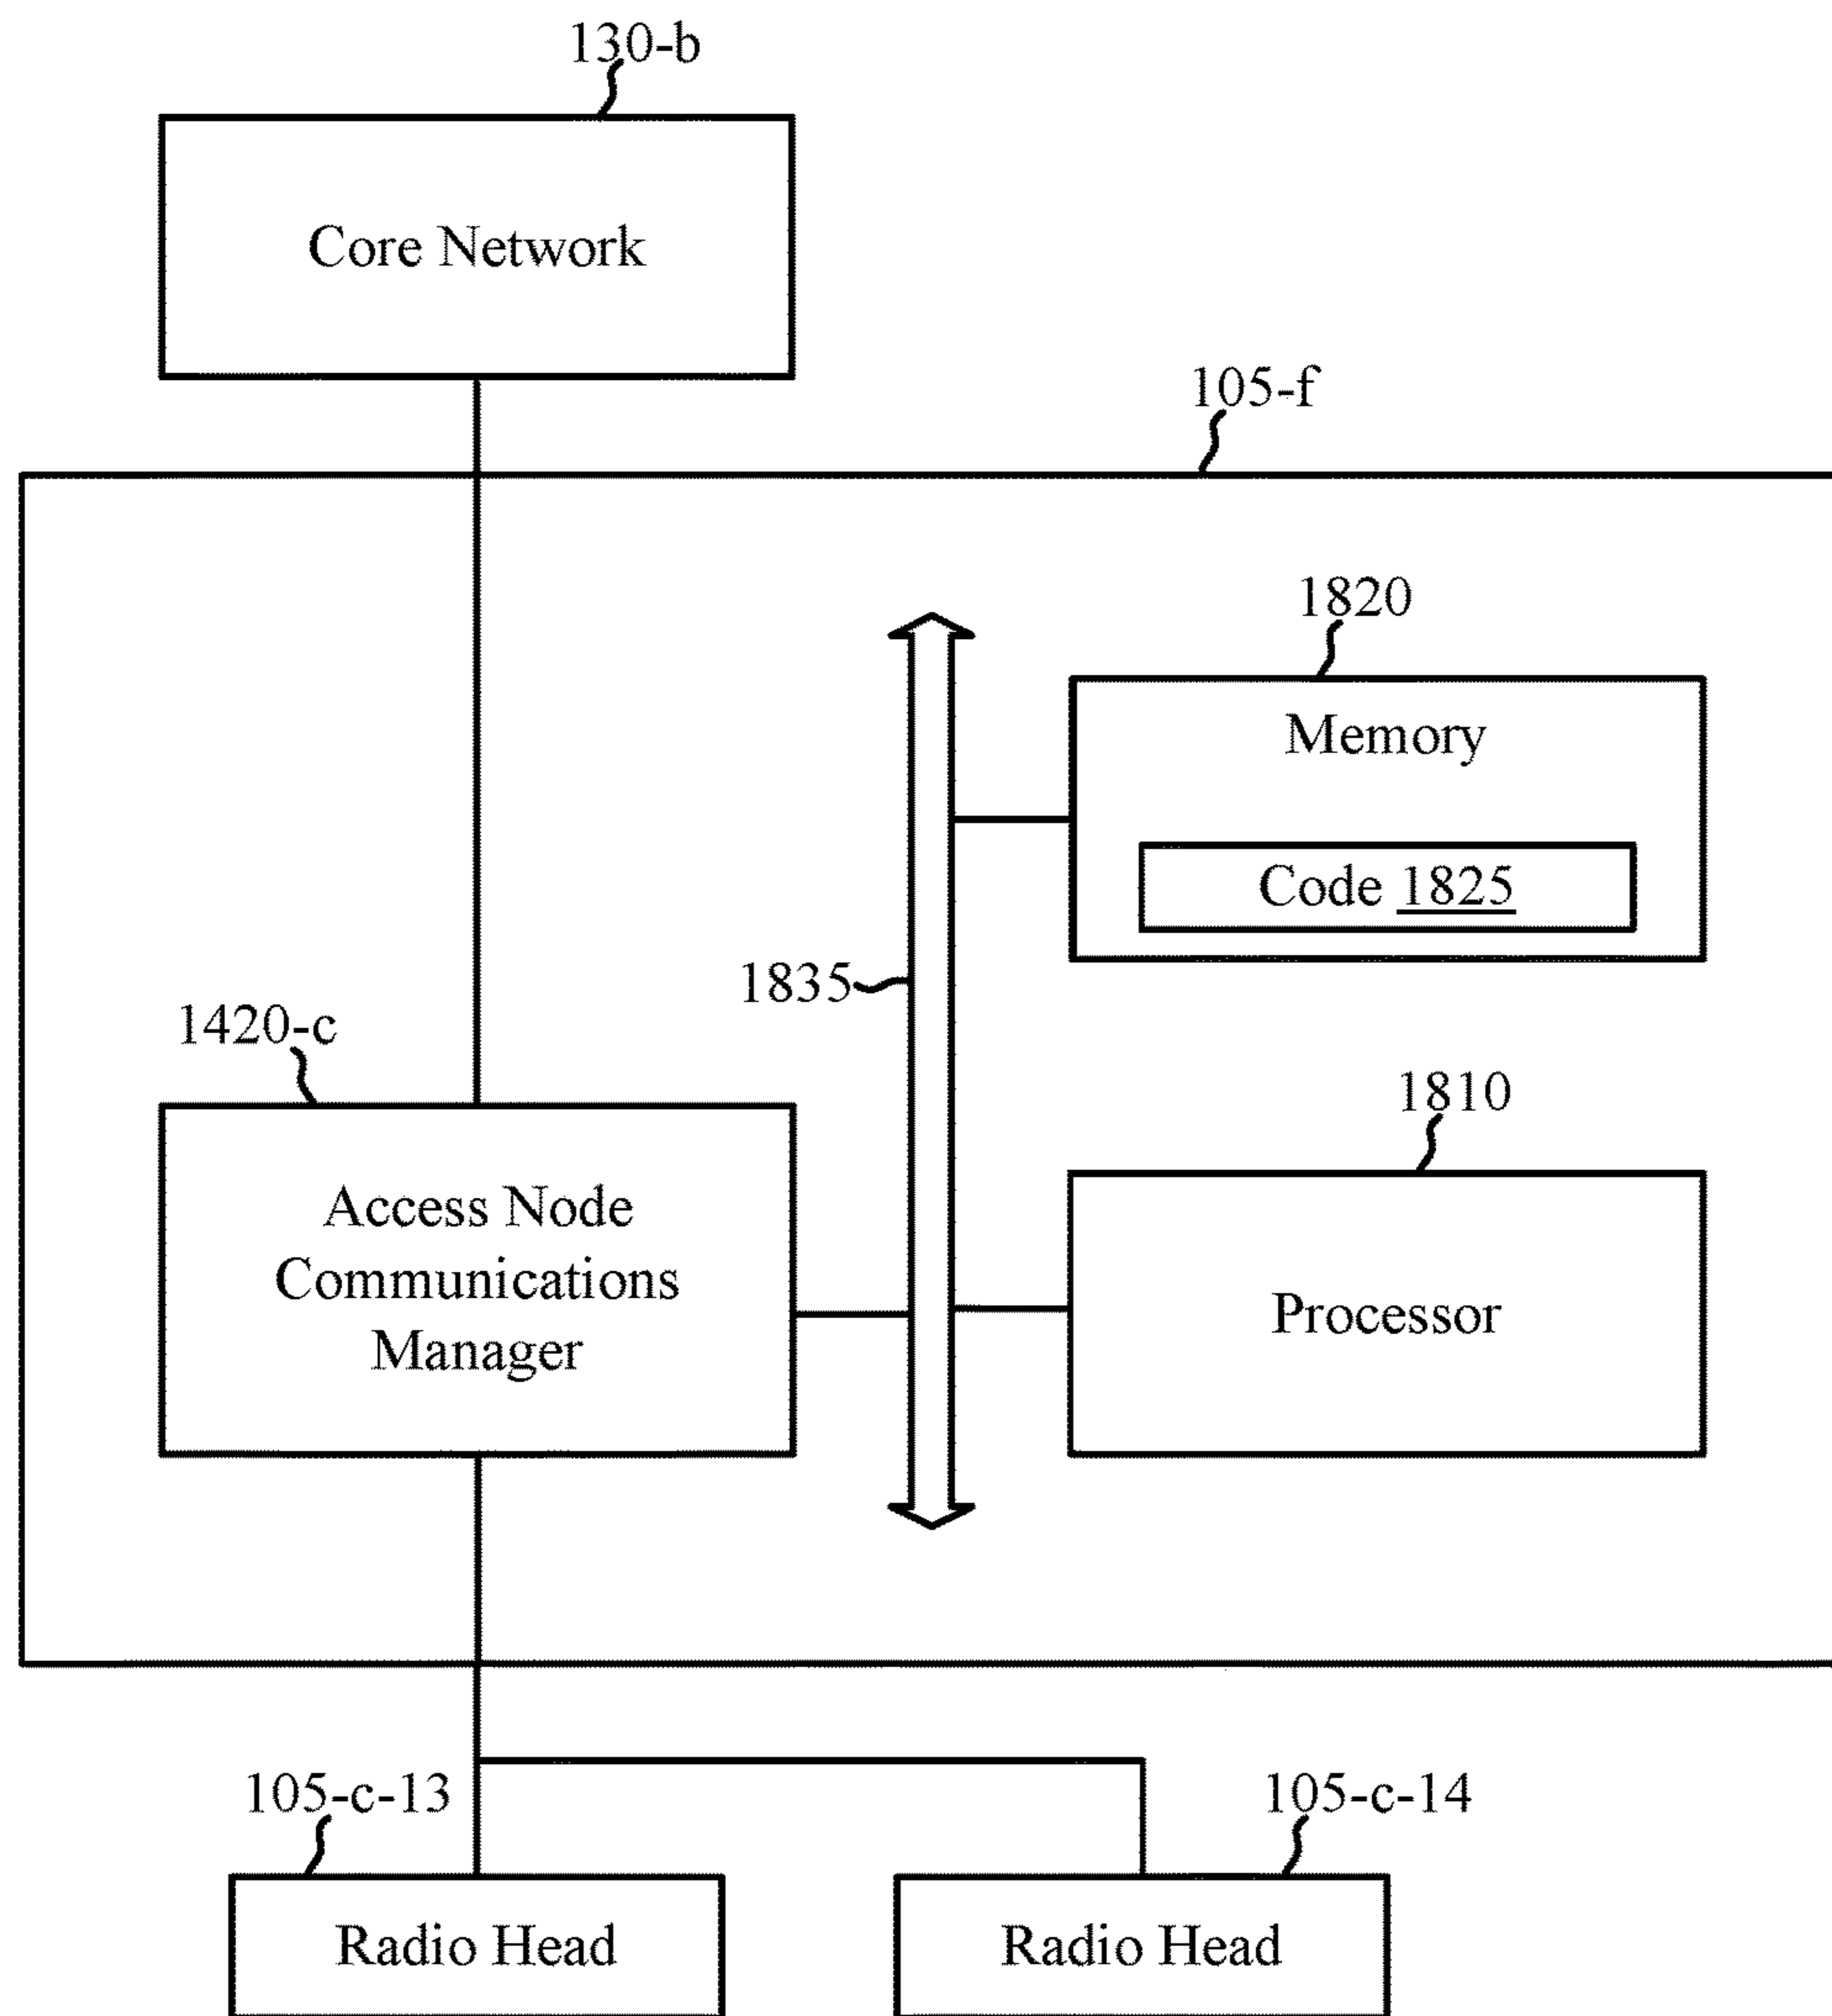 130-b
Core Network
105-f
1820
Memory
Code 1825
1835
1420-c
1810
Access Node
Communications
Manager
Processor
105-c-13
105-c-14
Radio Head
Radio Head